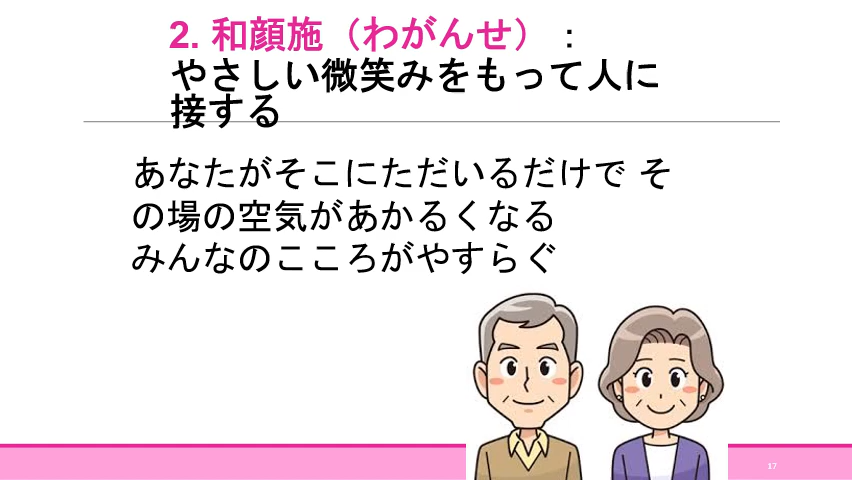 2. 和顔施（わがんせ）：
やさしい微笑みをもって人に
接する
あなたがそこにただいるだけで そ
の場の空気があかるくなる
みんなのこころがやすらぐ
17